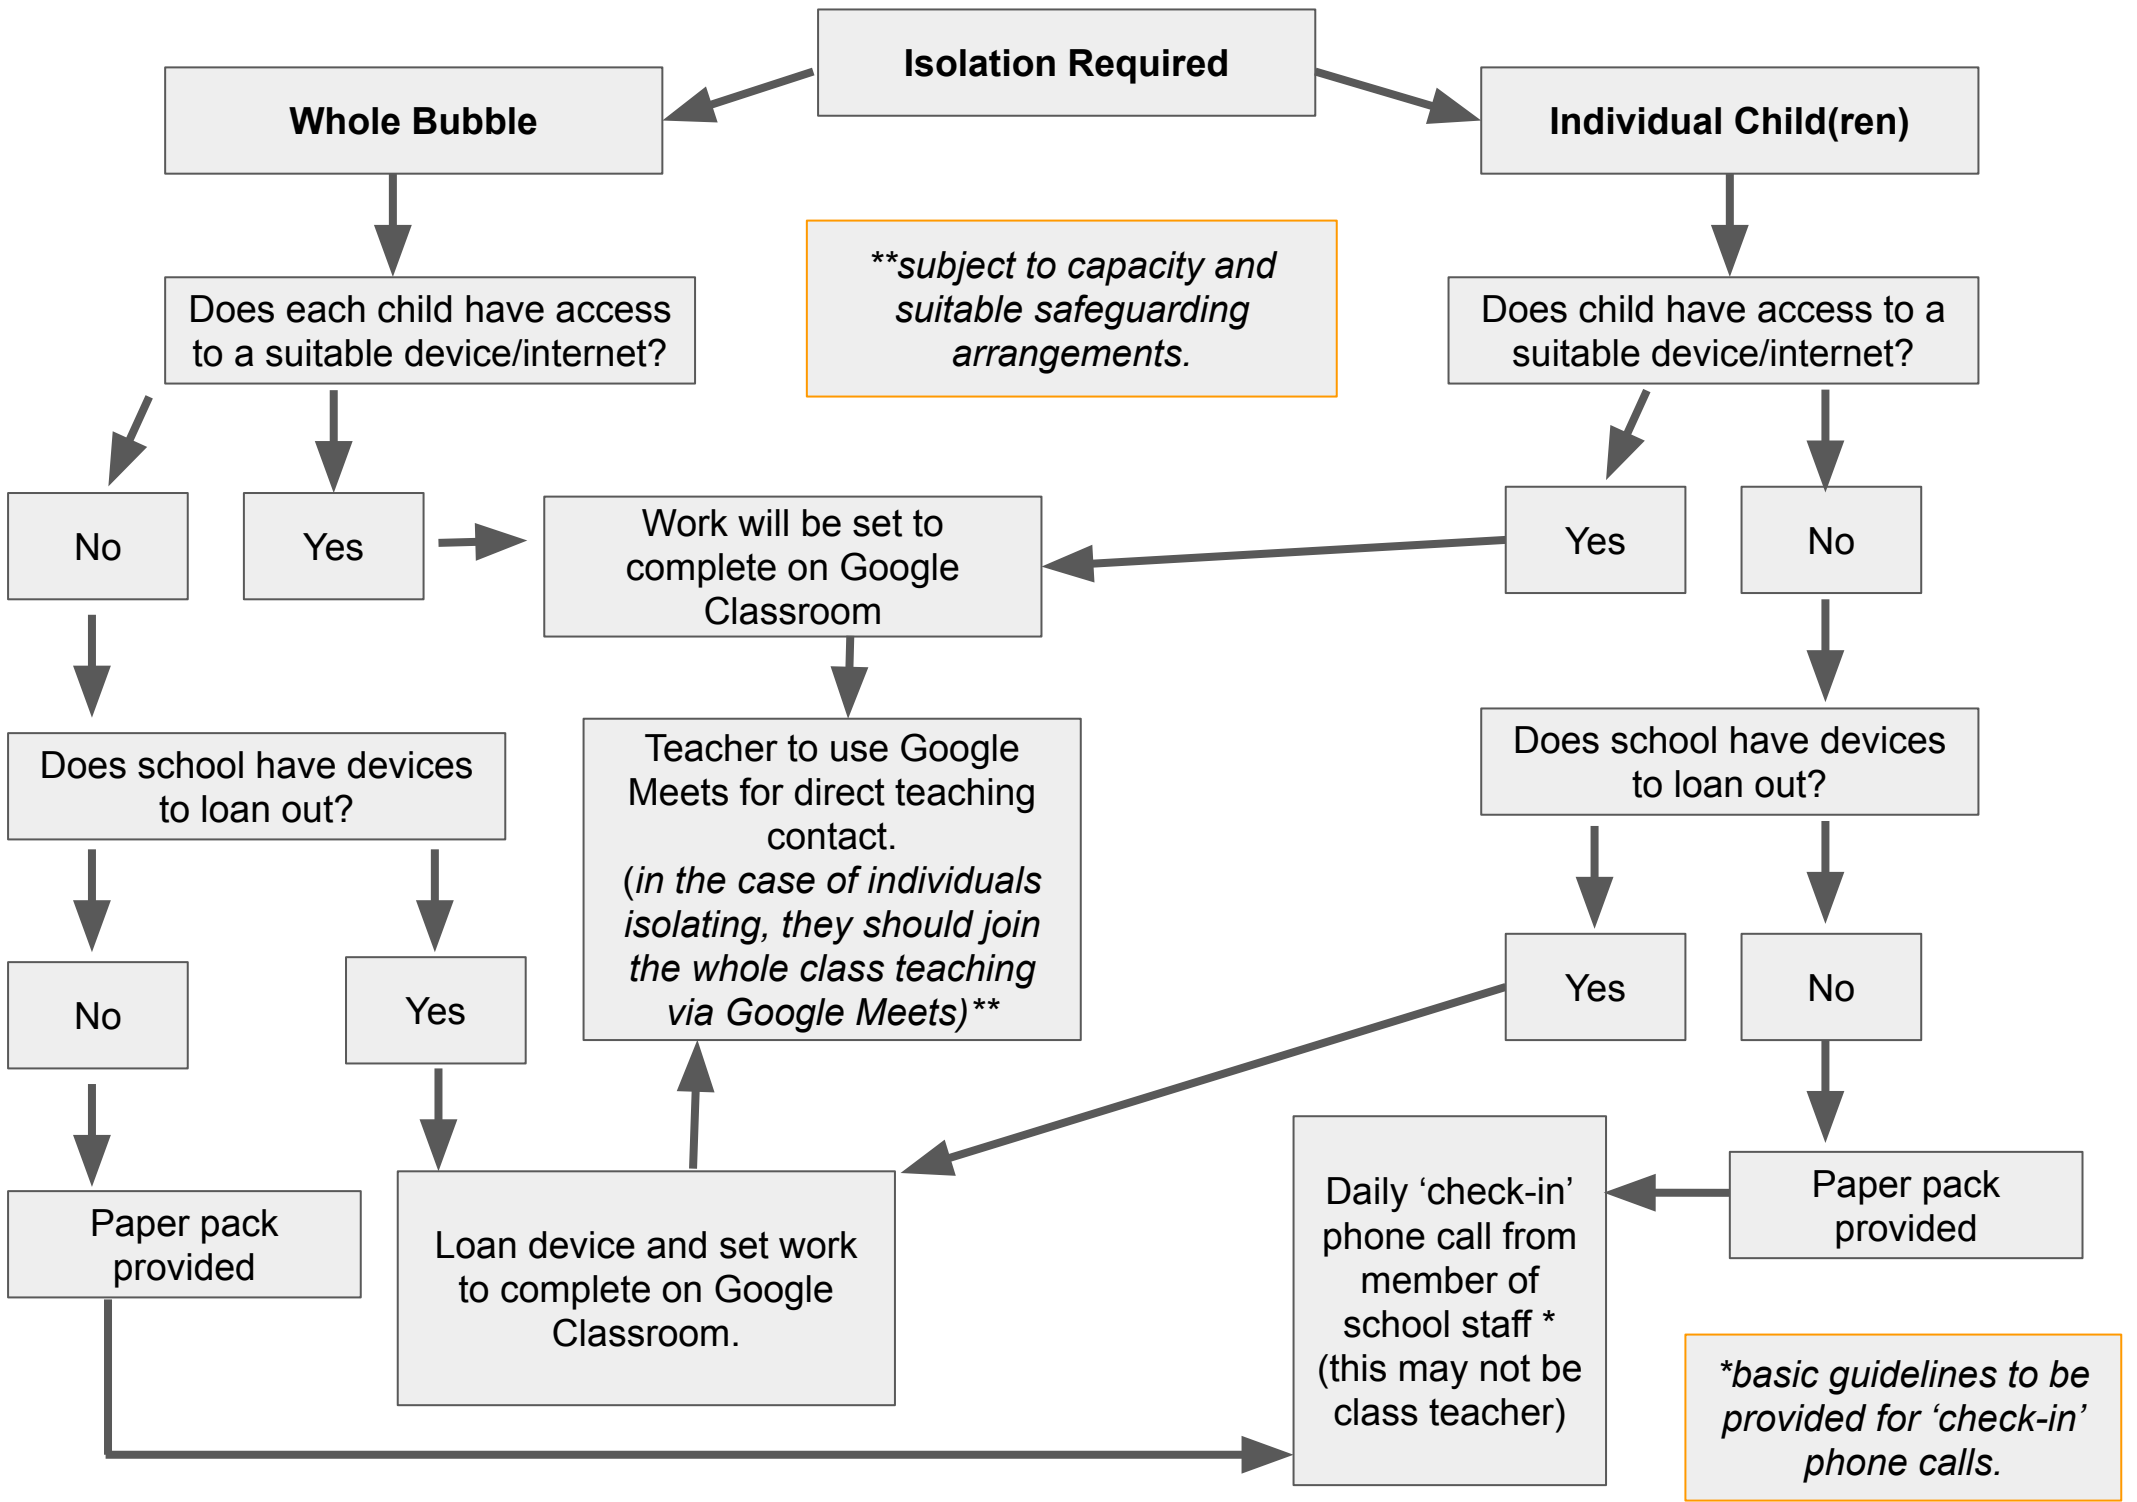 Isolation Required
Whole Bubble
Individual Child(ren)
**subject to capacity and
suitable safeguarding
arrangements.
Does each child have access
to a suitable device/internet?
Does child have access to a
suitable device/internet?
No
Yes
Work will be set to
complete on Google
Classroom
Yes
No
Does school have devices
to loan out?
Teacher to use Google
Meets for direct teaching
contact.
(in the case of individuals
isolating, they should join
the whole class teaching
via Google Meets)**
Does school have devices
to loan out?
No
Yes
Yes
No
Paper pack
provided
Loan device and set work
to complete on Google
Classroom.
Daily ‘check-in’
phone call from
member of
school staff *
(this may not be
class teacher)
Paper pack
provided
*basic guidelines to be
provided for ‘check-in’
phone calls.